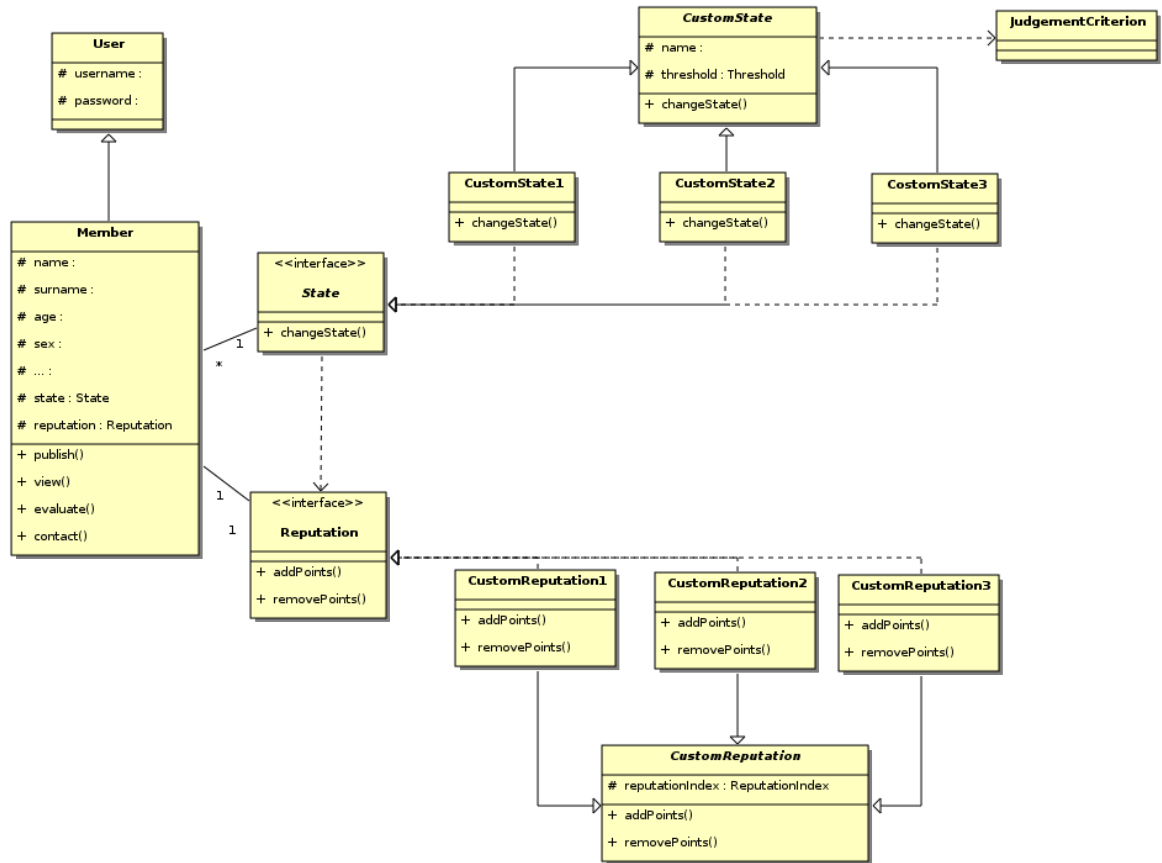 User
# username :
# password :
CustomState
# name :
# threshold : Threshold
+ changeState()
JudgementCriterion
CustomState1
+ changeState()
CustomState2
+ changeState()
CostomState3
+ changeState()
Member
# name :
# surname :
# age :
# sex :
# ... :
# state : State
# reputation : Reputation
+ publish()
+ view()
+ evaluate()
+ contact()
<<interface>>
State
+ changeState()
1
*
1
1
<<interface>>
Reputation
+ addPoints()
+ removePoints()
CustomReputation1
+ addPoints()
+ removePoints()
CustomReputation2
+ addPoints()
+ removePoints()
CustomReputation3
+ addPoints()
+ removePoints()
CustomReputation
# reputationIndex : ReputationIndex
+ addPoints()
+ removePoints()